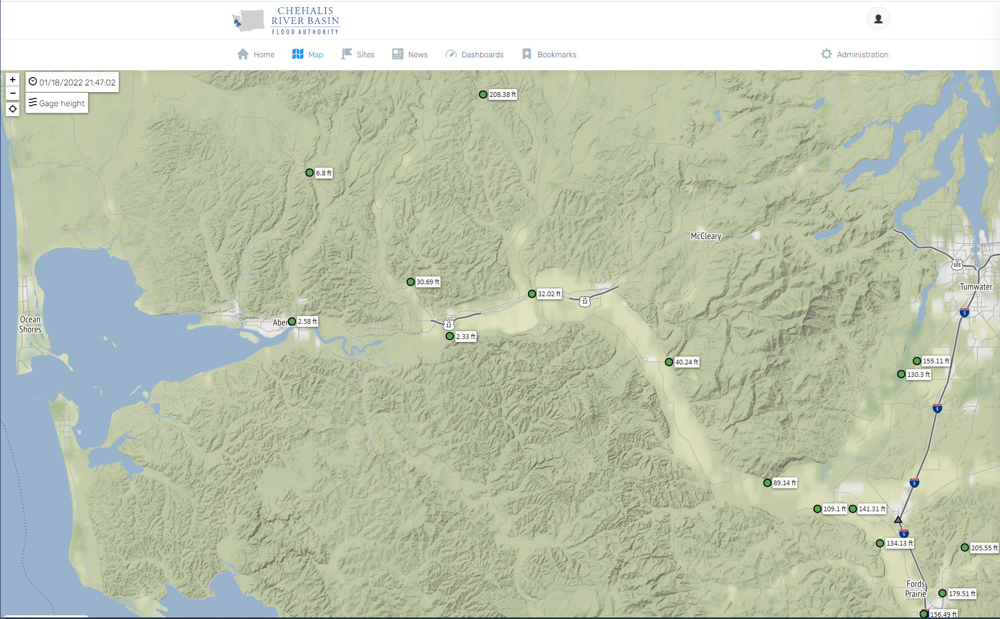 CHEHALIS
RIVER BASIN
FLOOD AUTHORITY
Home
Map
Sites
News
Dashboards
Bookmarks
Administration
+
01/18/2022 21:47:02
−
Gage height
208.38 ft
6.8 ft
McCleary
US
101
30.69 ft
Tumwater
32.02 ft
US
12
5
Ocean
Shores
Aber
2.58 ft
US
12
2.33 ft
40.24 ft
159.11 ft
130.3 ft
5
89.14 ft
5
109.1 ft
141.31 ft
5
134.13 ft
205.55 ft
Fords
Prairie
179.51 ft
156.49 ft